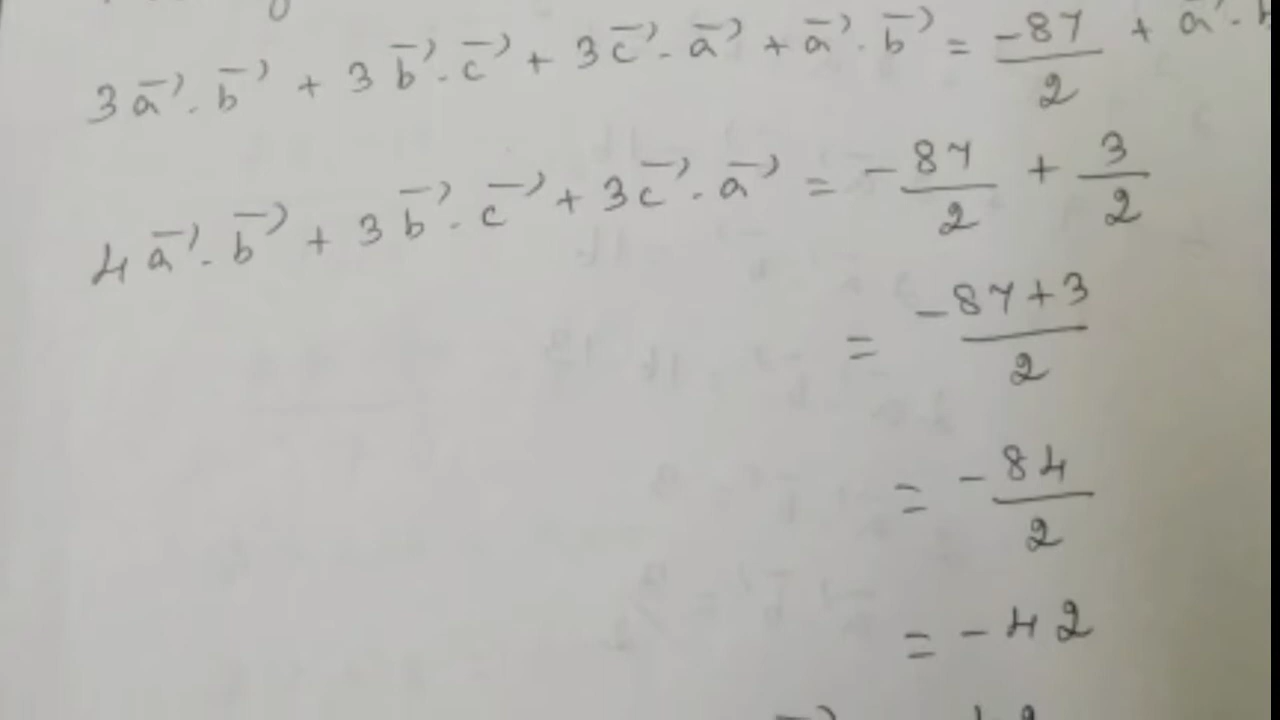 3a⃗ . b⃗ + 3b⃗ . c⃗ + 3c⃗ . a⃗ + a⃗ . b⃗ = -87/2 + a⃗ .
4a⃗ . b⃗ + 3b⃗ . c⃗ + 3c⃗ . a⃗ = -87/2 + 3/2
= -87+3/2
= -84/2
= -42